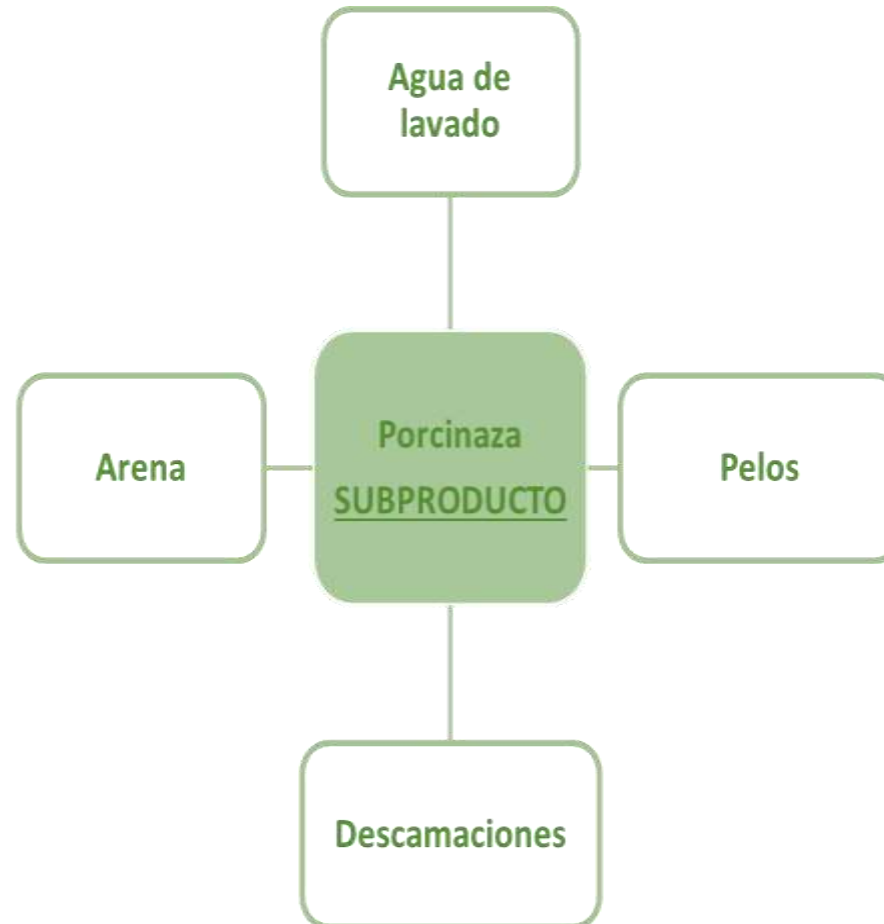 Agua de
lavado
Arena
Porcinaza
SUBPRODUCTO
Pelos
Descamaciones